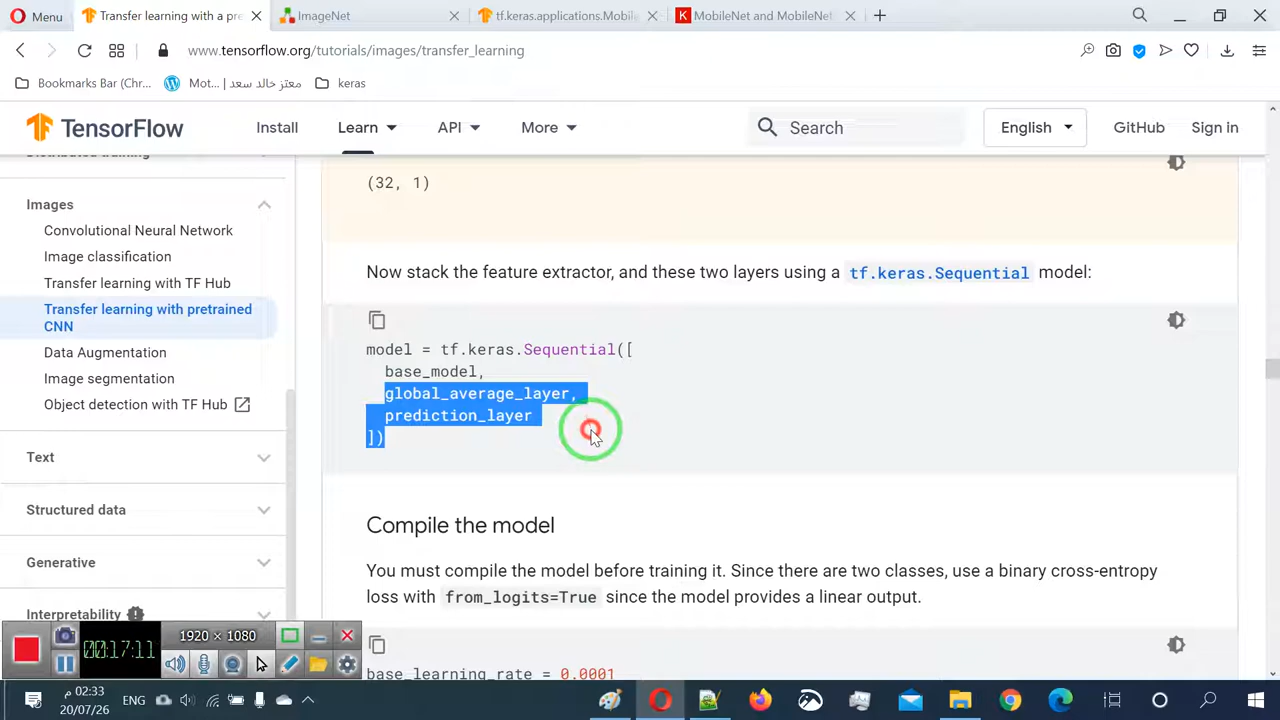 Menu
Transfer learning with a pre
ImageNet
tf.keras.applications.Mobile
MobileNet and MobileNet
www.tensorflow.org/tutorials/images/transfer_learning
Bookmarks Bar (Chr...
Mot... | معتز خالد سعد
keras
TensorFlow
Install
Learn
API
More
Search
English
GitHub
Sign in
Distributed training
Images
Convolutional Neural Network
Image classification
Transfer learning with TF Hub
Transfer learning with pretrained
CNN
Data Augmentation
Image segmentation
Object detection with TF Hub
Text
Structured data
Generative
Interpretability
(32, 1)
Now stack the feature extractor, and these two layers using a tf.keras.Sequential model:
model = tf.keras.Sequential([
base_model,
global_average_layer,
prediction_layer
])
Compile the model
You must compile the model before training it. Since there are two classes, use a binary cross-entropy
loss with from_logits=True since the model provides a linear output.
base_learning_rate = 0.0001
1920 × 1080
00:17:11
ENG
02:33 م
20/07/26